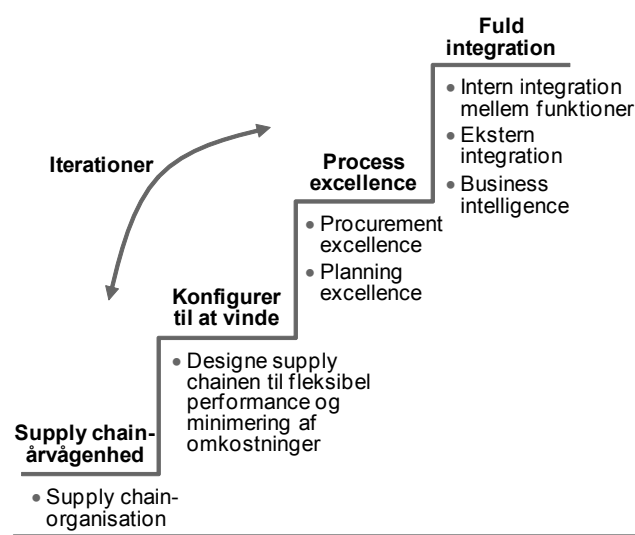 Fuld
integration
• Intern integration
mellem funktioner
• Ekstern
integration
• Business
intelligence
Iterationer
Process
excellence
• Procurement
excellence
• Planning
excellence
Konfigurer
til at vinde
• Designe supply
chainen til fleksibel
performance og
minimering af
omkostninger
Supply chain-
årvågenhed
• Supply chain-
organisation